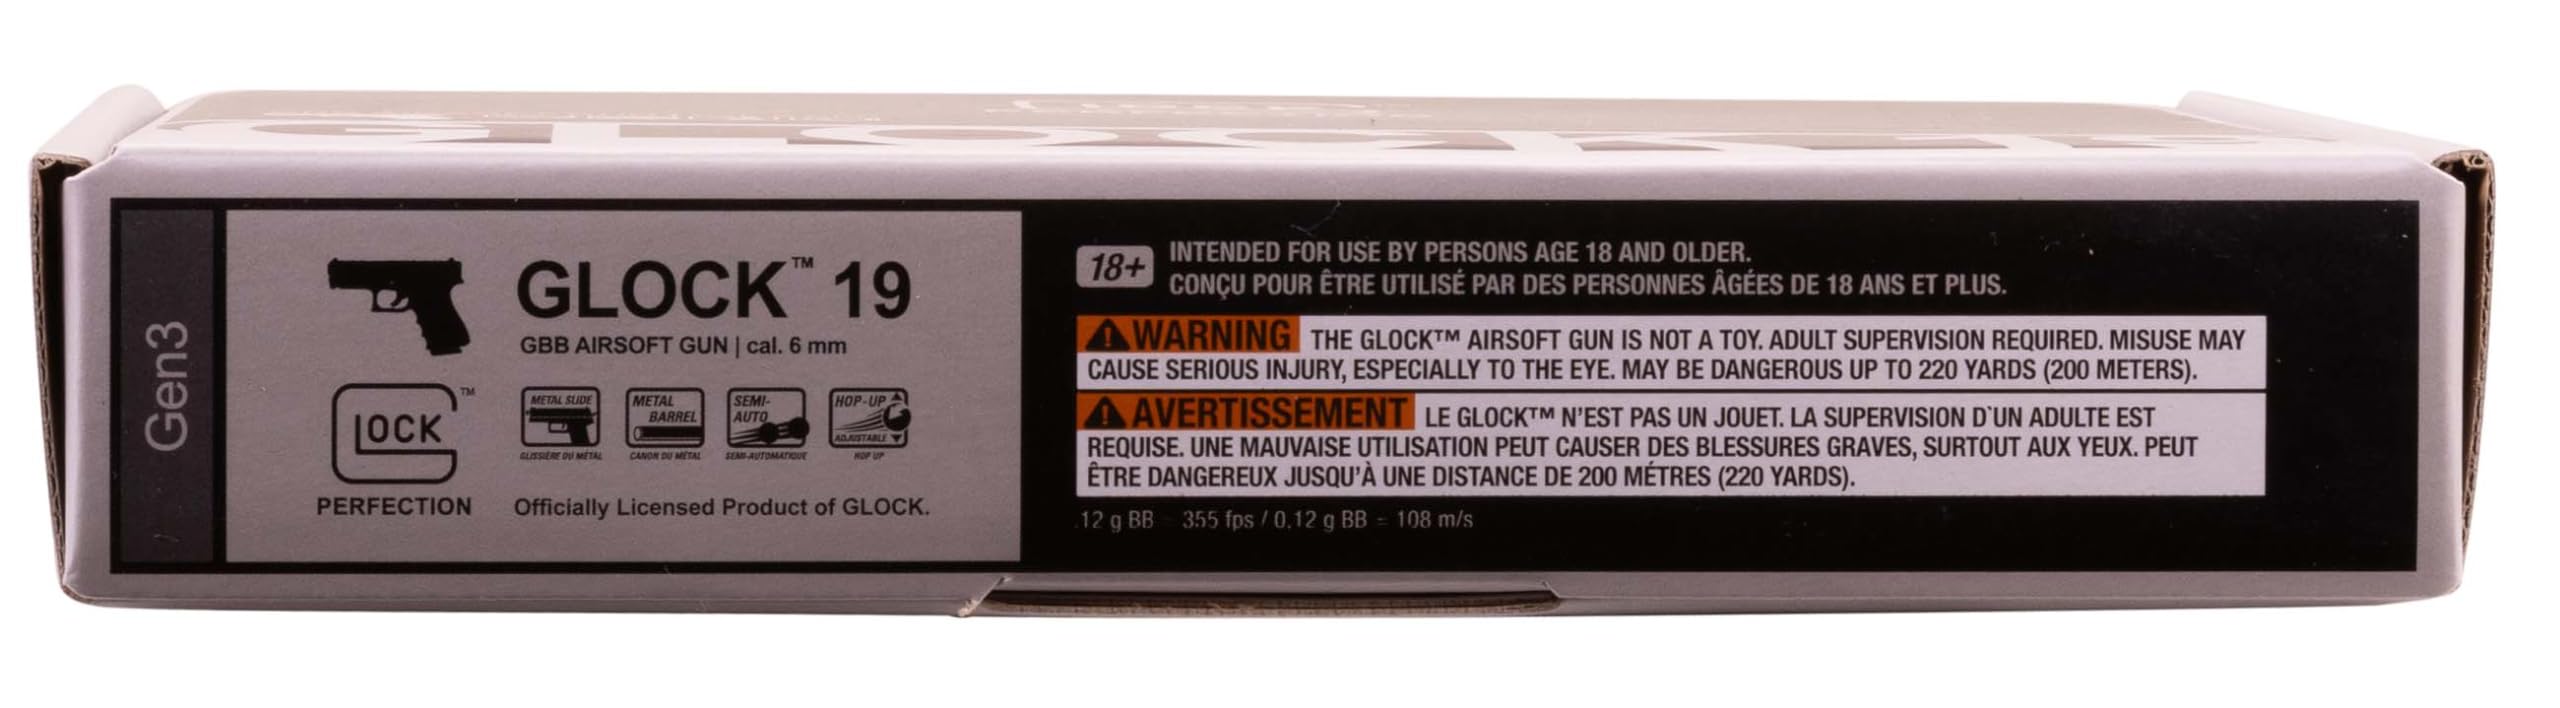 Gen3
GLOCK™ 19
GBB AIRSOFT GUN | cal. 6 mm
GLOCK™
PERFECTION
METAL SLIDE
GLISSIÈRE DU MÉTAL
METAL
BARREL
CANON DU MÉTAL
SEMI-
AUTO
SEMI-AUTOMATIQUE
HOP-UP
ADJUSTABLE
HOP UP
Officially Licensed Product of GLOCK.
18+
INTENDED FOR USE BY PERSONS AGE 18 AND OLDER.
CONÇU POUR ÊTRE UTILISÉ PAR DES PERSONNES ÂGÉES DE 18 ANS ET PLUS.
WARNING THE GLOCK™ AIRSOFT GUN IS NOT A TOY. ADULT SUPERVISION REQUIRED. MISUSE MAY
CAUSE SERIOUS INJURY, ESPECIALLY TO THE EYE. MAY BE DANGEROUS UP TO 220 YARDS (200 METERS).
AVERTISSEMENT LE GLOCK™ N'EST PAS UN JOUET. LA SUPERVISION D`UN ADULTE EST
REQUISE. UNE MAUVAISE UTILISATION PEUT CAUSER DES BLESSURES GRAVES, SURTOUT AUX YEUX. PEUT
ÊTRE DANGEREUX JUSQU'À UNE DISTANCE DE 200 MÉTRES (220 YARDS).
.12 g BB = 355 fps / 0.12 g BB = 108 m/s